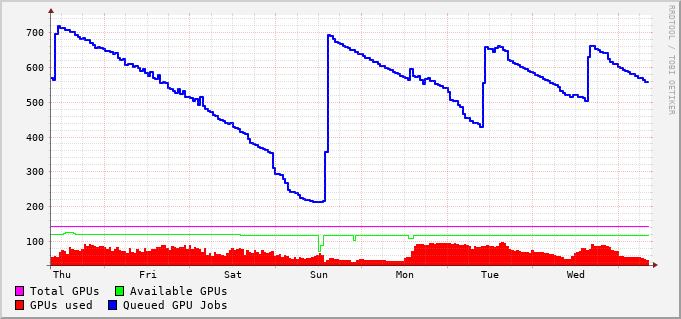 700
600
500
400
300
200
100
Thu Fri Sat Sun Mon Tue Wed
Total GPUs Available GPUs
GPUs used Queued GPU Jobs
RRDTOOL / TOBI OETIKER